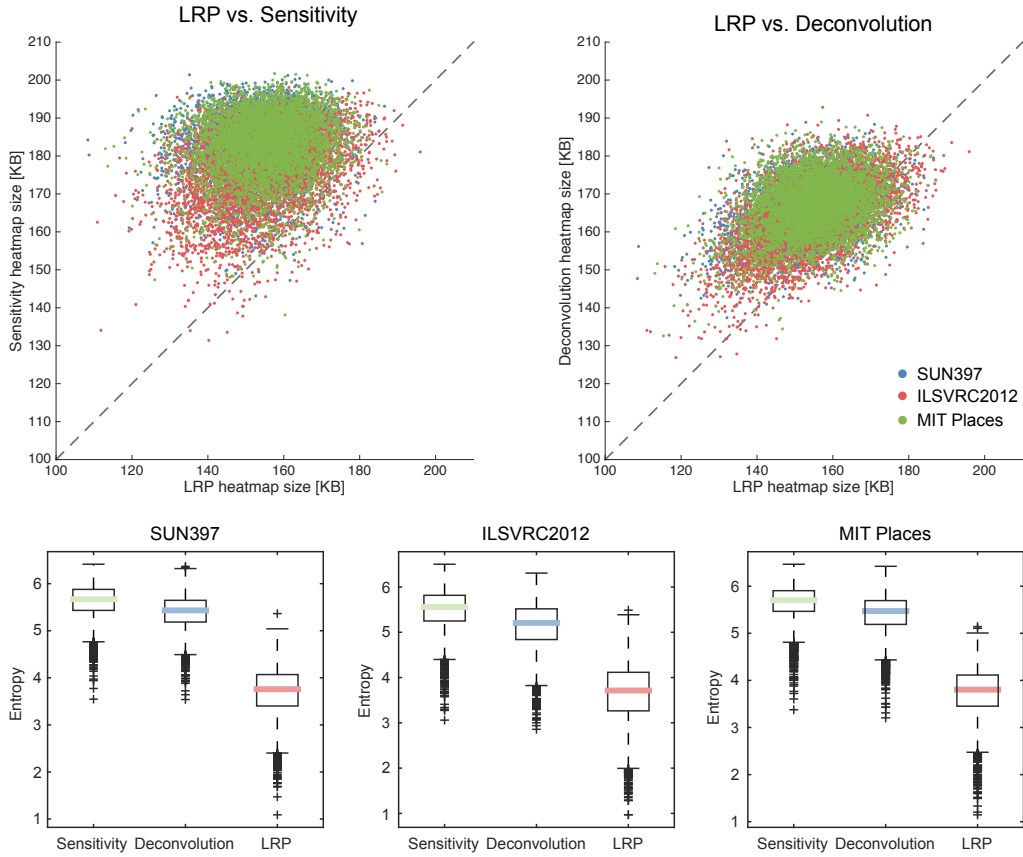 LRP vs. Sensitivity
210
200
190
180
170
160
150
140
130
120
110
100
Sensitivity heatmap size [KB]
100 120 140 160 180 200
LRP heatmap size [KB]
LRP vs. Deconvolution
210
200
190
180
170
160
150
140
130
120
110
100
Deconvolution heatmap size [KB]
SUN397
ILSVRC2012
MIT Places
100 120 140 160 180 200
LRP heatmap size [KB]
SUN397
6
5
4
3
2
1
Entropy
Sensitivity Deconvolution LRP
ILSVRC2012
6
5
4
3
2
1
Entropy
Sensitivity Deconvolution LRP
MIT Places
6
5
4
3
2
1
Entropy
Sensitivity Deconvolution LRP